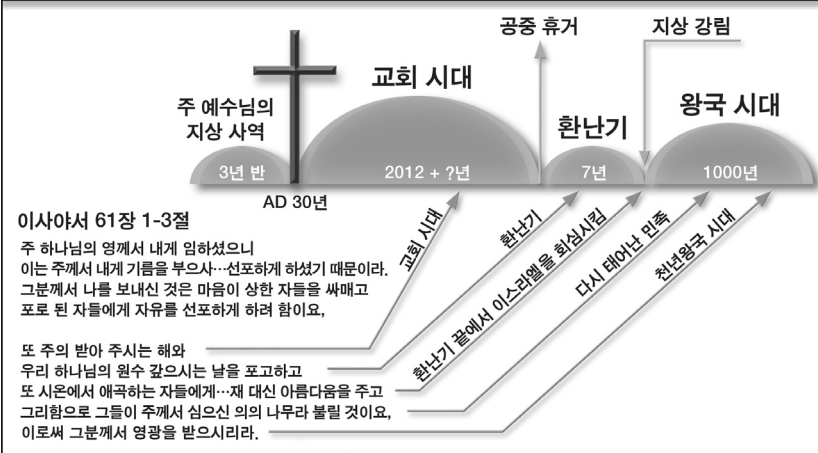 공중 휴거
지상 강림
교회 시대
왕국 시대
주 예수님의
지상 사역
환난기
3년 반
2012 + ?년
7년
1000년
AD 30년
이사야서 61장 1-3절
주 하나님의 영께서 내게 임하셨으니
이는 주께서 내게 기름을 부으사…선포하게 하셨기 때문이라.
그분께서 나를 보내신 것은 마음이 상한 자들을 싸매고
포로 된 자들에게 자유를 선포하게 하려 함이요,
또 주의 받아 주시는 해와
우리 하나님의 원수 갚으시는 날을 포고하고
또 시온에서 애곡하는 자들에게…재 대신 아름다움을 주고
그리함으로 그들이 주께서 심으신 의의 나무라 불릴 것이요,
이로써 그분께서 영광을 받으시리라.
교회 시대
환난기
환난기 끝에서 이스라엘을 회심시킴
다시 태어난 민족
천년왕국 시대